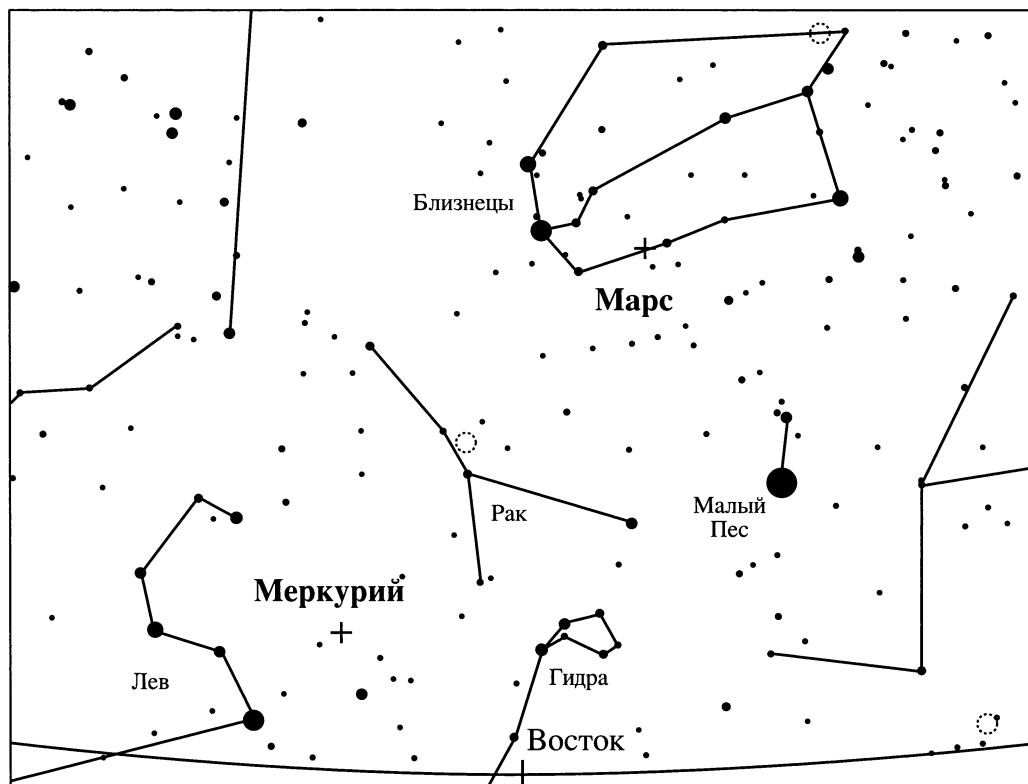 Близнецы
Марс
Малый
Пес
Рак
Меркурий
Лев
Гидра
Восток